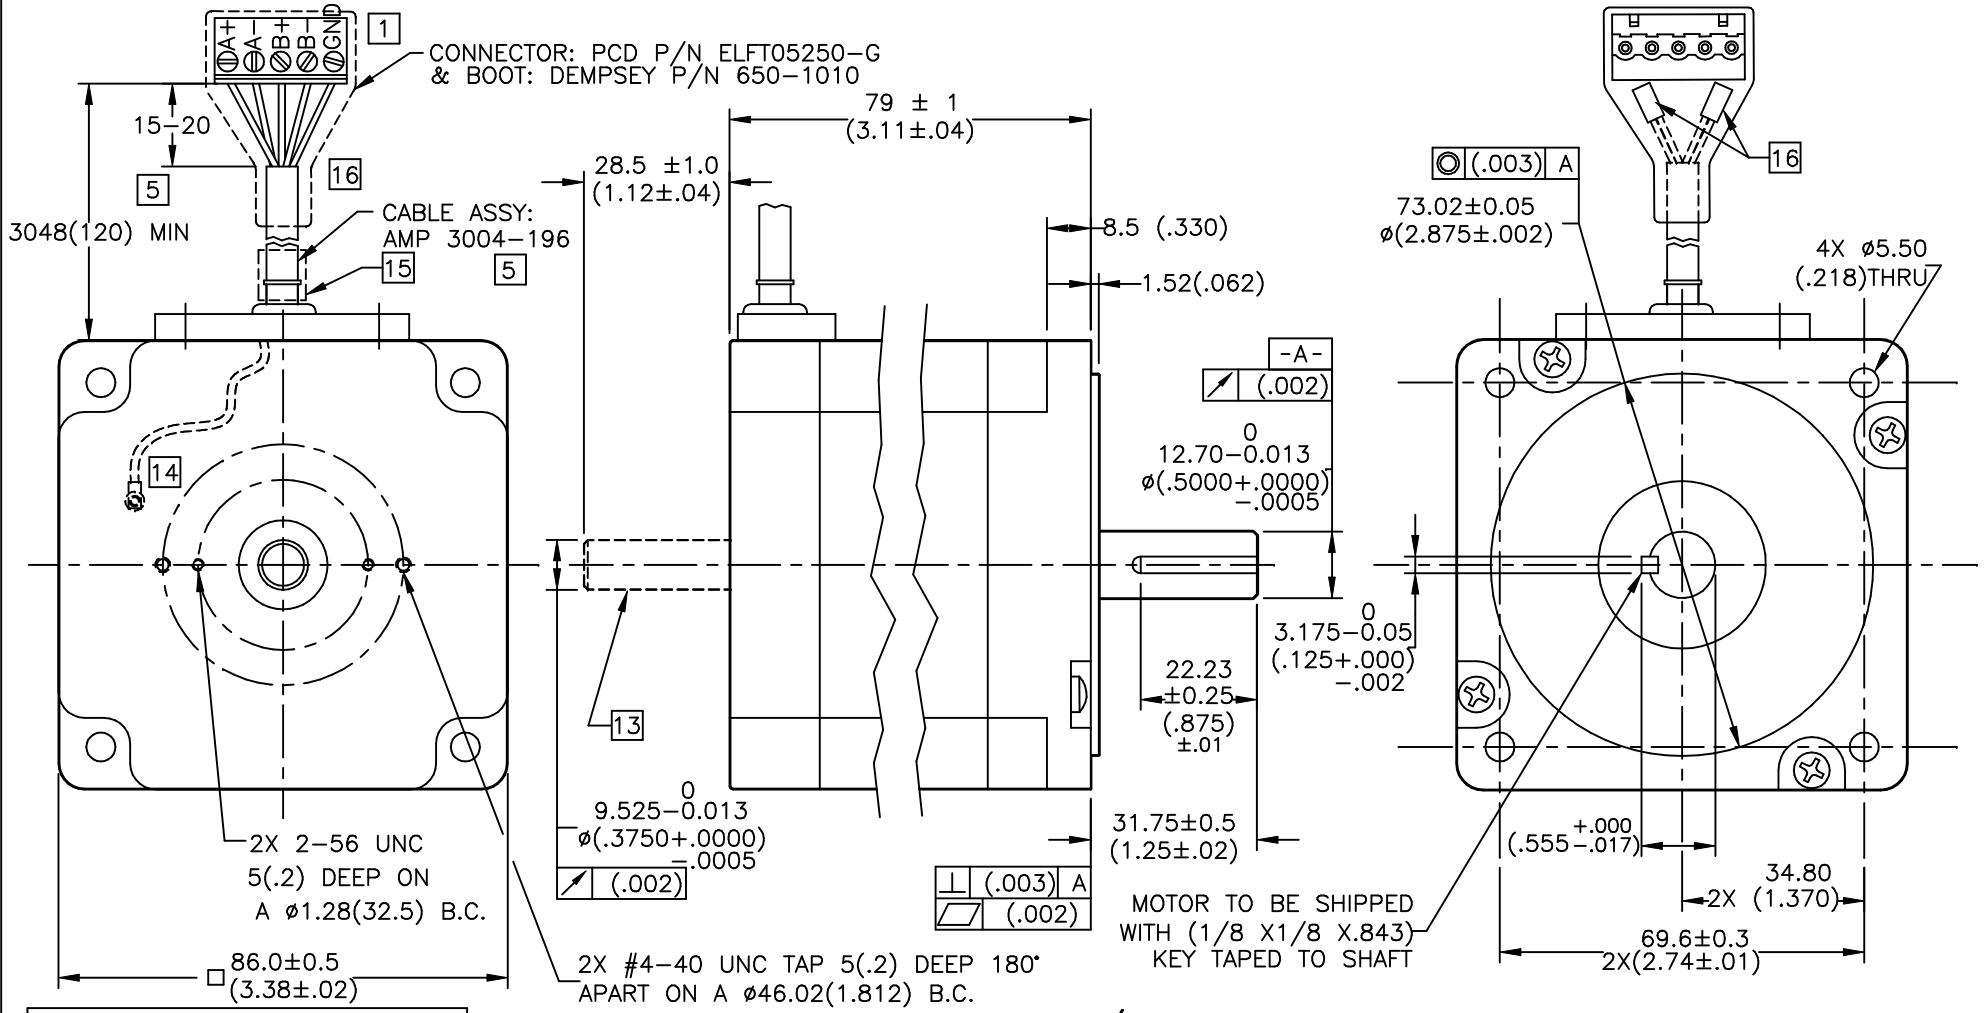 A+
A-
B+
B-
GND
1
CONNECTOR: PCD P/N ELFT05250-G
& BOOT: DEMPSEY P/N 650-1010
15-20
5
16
3048(120) MIN
CABLE ASSY:
AMP 3004-196
15
5
14
2X 2-56 UNC
5(.2) DEEP ON
A ø1.28(32.5) B.C.
□ 86.0±0.5
(3.38±.02)
2X #4-40 UNC TAP 5(.2) DEEP 180°
APART ON A ø46.02(1.812) B.C.
79 ± 1
(3.11±.04)
28.5 ±1.0
(1.12±.04)
8.5 (.330)
1.52(.062)
-A-
(.002)
0
12.70-0.013
ø(.5000+.0000)
-.0005
13
0
9.525-0.013
ø(.3750+.0000)
-.0005
(.002)
22.23
±0.25
(.875)
±.01
31.75±0.5
(1.25±.02)
⊥ (.003) A
⏥ (.002)
0
3.175-0.05
(.125+.000)
-.002
MOTOR TO BE SHIPPED
WITH (1/8 X1/8 X.843)
KEY TAPED TO SHAFT
16
◎ (.003) A
73.02±0.05
ø(2.875±.002)
4X ø5.50
(.218)THRU
+.000
(.555-.017)
34.80
2X (1.370)
69.6±0.3
2X(2.74±.01)